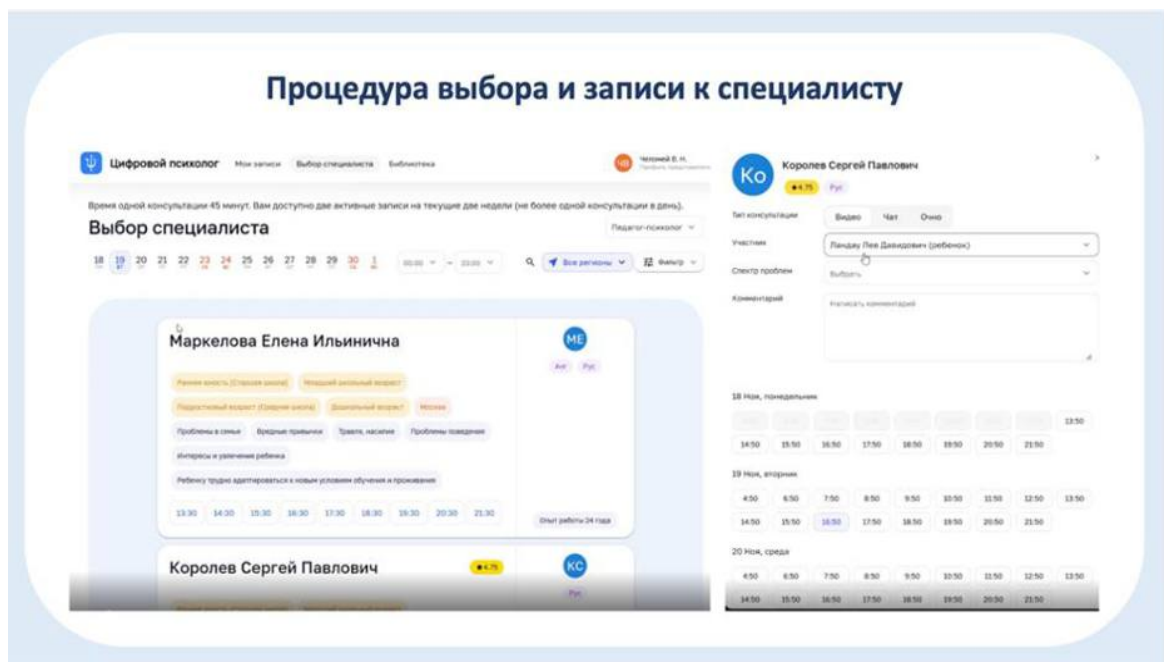 Процедура выбора и записи к специалисту
Цифровой психолог Мои записи Выбор специалиста Библиотека
ЧВ Челомей В. Н.
Время одной консультации 45 минут. Вам доступно две активные записи на текущие две недели (не более одной консультации в день).
Выбор специалиста
Педагог-психолог
18 19 20 21 22 23 24 25 26 27 28 29 30 1
00:00 – 23:00 Все регионы Фильтр
Маркелова Елена Ильинична
МЕ
Анг Рус
Ранняя юность (Старшая школа) Младший школьный возраст
Подростковый возраст (Средняя школа) Дошкольный возраст Москва
Проблемы в семье Вредные привычки Травля, насилие Проблемы поведения
Интересы и увлечения ребенка
Ребенку трудно адаптироваться к новым условиям обучения и проживания
13:30 14:30 15:30 16:30 17:30 18:30 19:30 20:30 21:30
Опыт работы 24 года
Королев Сергей Павлович
★4.75
КС
Рус
Ко
Королев Сергей Павлович
★4.75 Рус
Тип консультации Видео Чат Очно
Участник Ландау Лев Давидович (ребенок)
Спектр проблем Выбрать
Комментарий Написать комментарий
18 Ноя, понедельник
13:50
14:50 15:50 16:50 17:50 18:50 19:50 20:50 21:50
19 Ноя, вторник
4:50 6:50 7:50 8:50 9:50 10:50 11:50 12:50 13:50
14:50 15:50 16:50 17:50 18:50 19:50 20:50 21:50
20 Ноя, среда
4:50 6:50 7:50 8:50 9:50 10:50 11:50 12:50 13:50
14:50 15:50 16:50 17:50 18:50 19:50 20:50 21:50